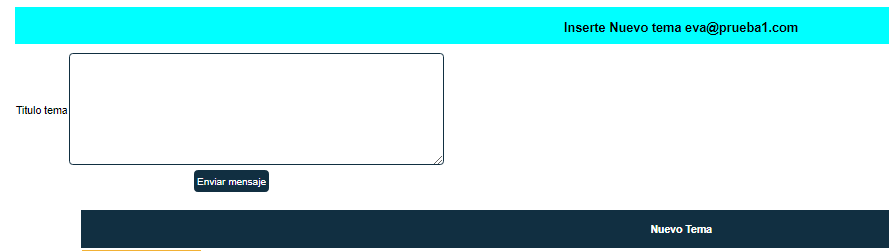 Inserte Nuevo tema eva@prueba1.com
Titulo tema
Enviar mensaje
Nuevo Tema